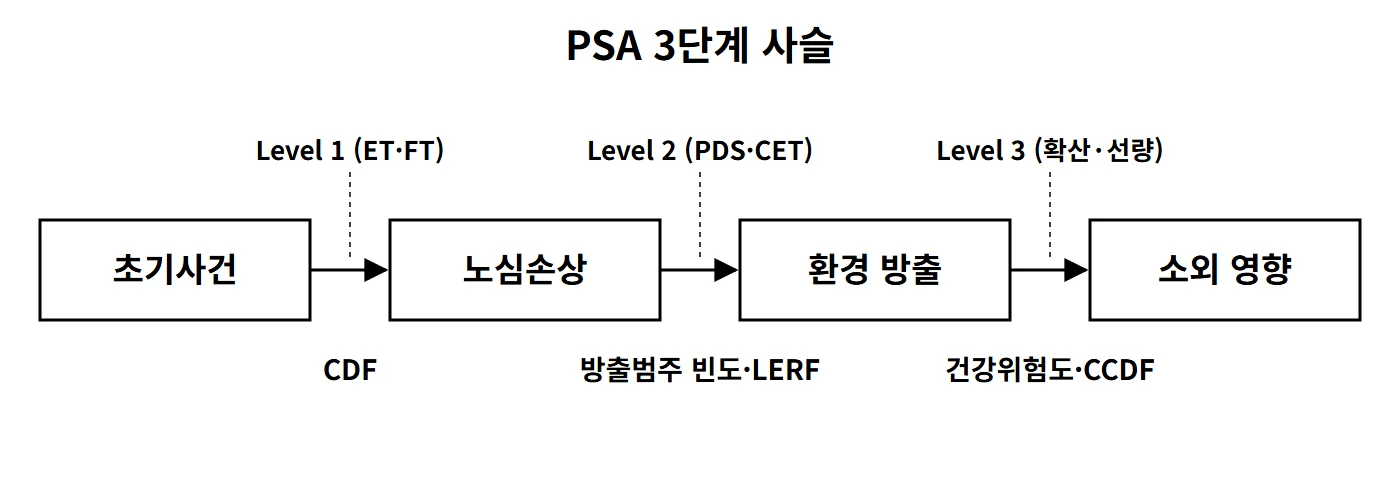 PSA 3단계 사슬
Level 1 (ET·FT)
Level 2 (PDS·CET)
Level 3 (확산·선량)
초기사건
노심손상
환경 방출
소외 영향
CDF
방출범주 빈도·LERF
건강위험도·CCDF